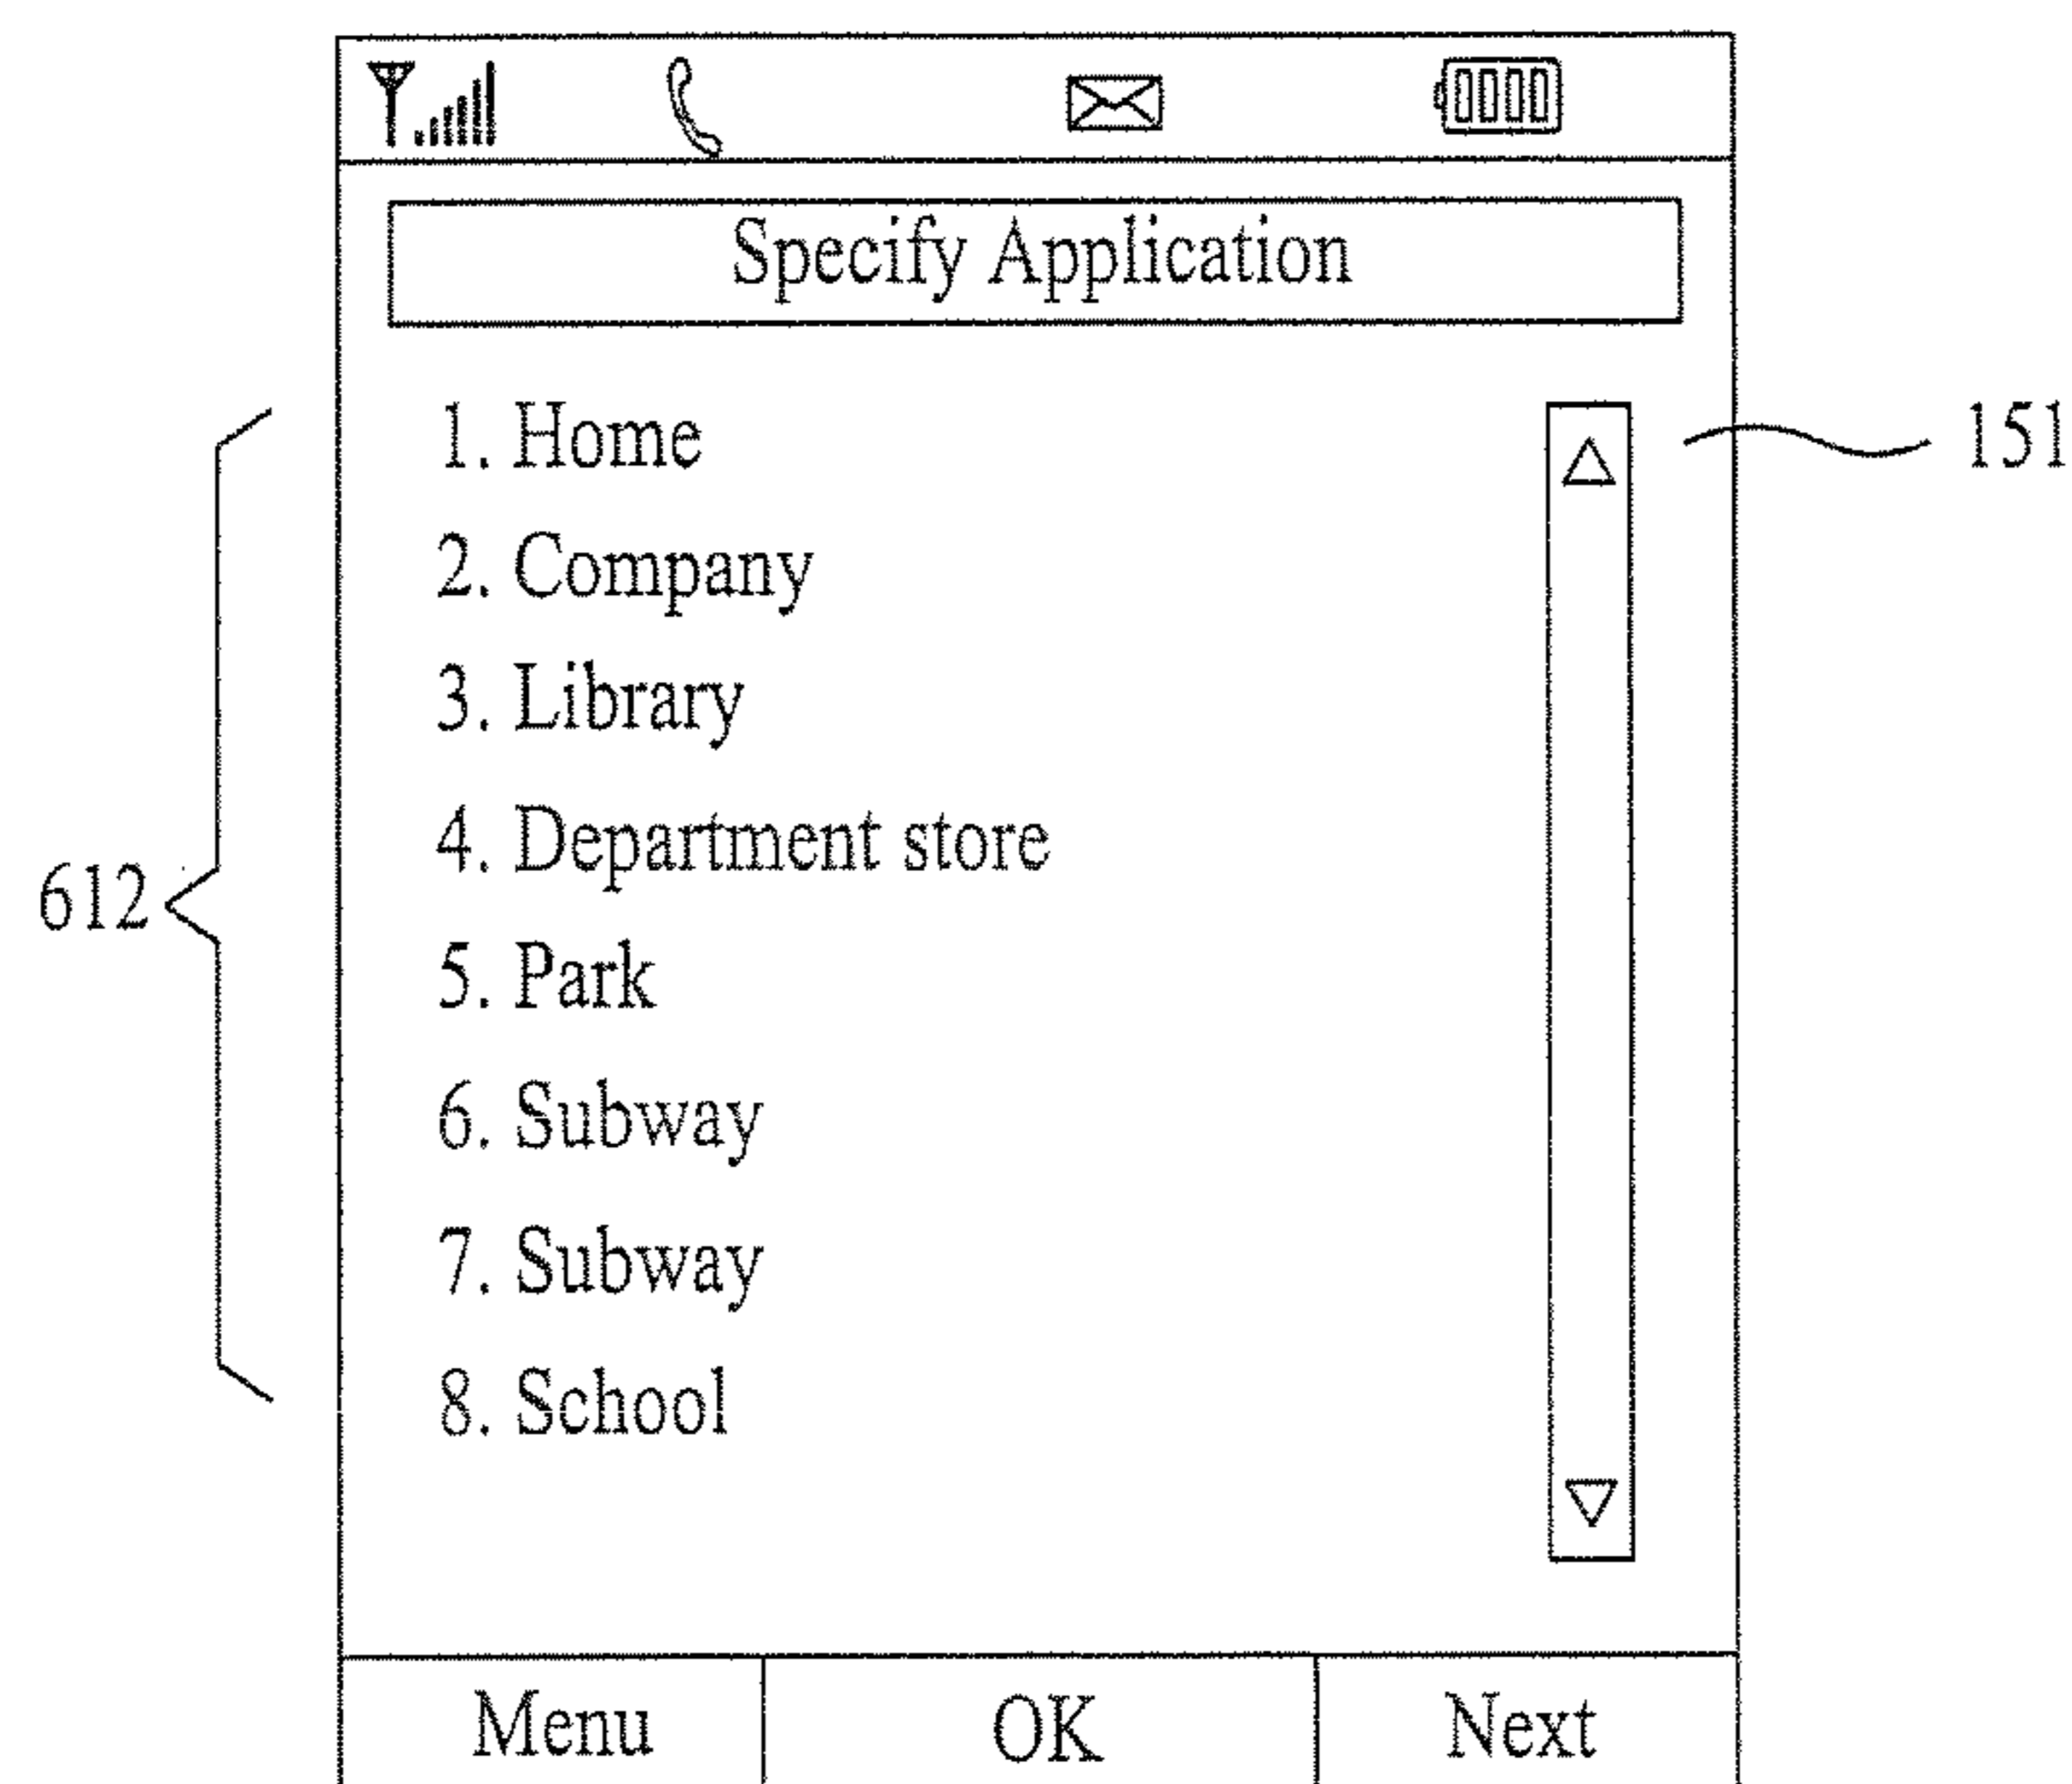 Specify Application
1. Home
151
2. Company
3. Library
4. Department store
612
5. Park
6. Subway
7. Subway
8. School
Menu OK Next